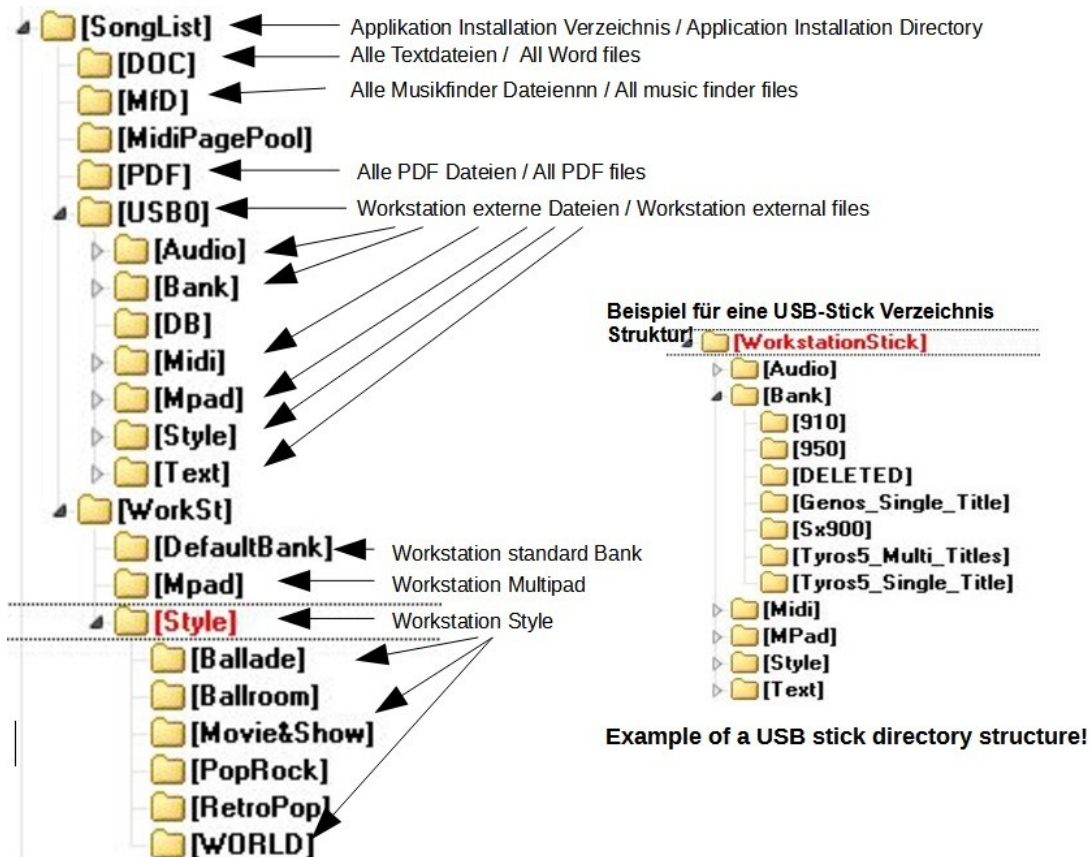 [SongList] Applikation Installation Verzeichnis / Application Installation Directory
[DOC] Alle Textdateien / All Word files
[MfD] Alle Musikfinder Dateiennn / All music finder files
[MidiPagePool]
[PDF] Alle PDF Dateien / All PDF files
[USB0] Workstation externe Dateien / Workstation external files
[Audio]
[Bank]
[DB]
[Midi]
[Mpad]
[Style]
[Text]
[WorkSt]
[DefaultBank] Workstation standard Bank
[Mpad] Workstation Multipad
[Style] Workstation Style
[Ballade]
[Ballroom]
[Movie&Show]
[PopRock]
[RetroPop]
[WORLD]
Beispiel für eine USB-Stick Verzeichnis
Struktur!
[WorkstationStick]
[Audio]
[Bank]
[910]
[950]
[DELETED]
[Genos_Single_Title]
[Sx900]
[Tyros5_Multi_Titles]
[Tyros5_Single_Title]
[Midi]
[MPad]
[Style]
[Text]
Example of a USB stick directory structure!